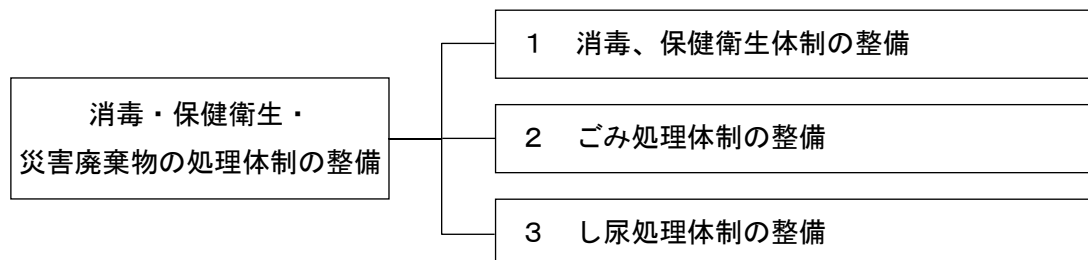 消毒・保健衛生・
災害廃棄物の処理体制の整備
１　消毒、保健衛生体制の整備
２　ごみ処理体制の整備
３　し尿処理体制の整備